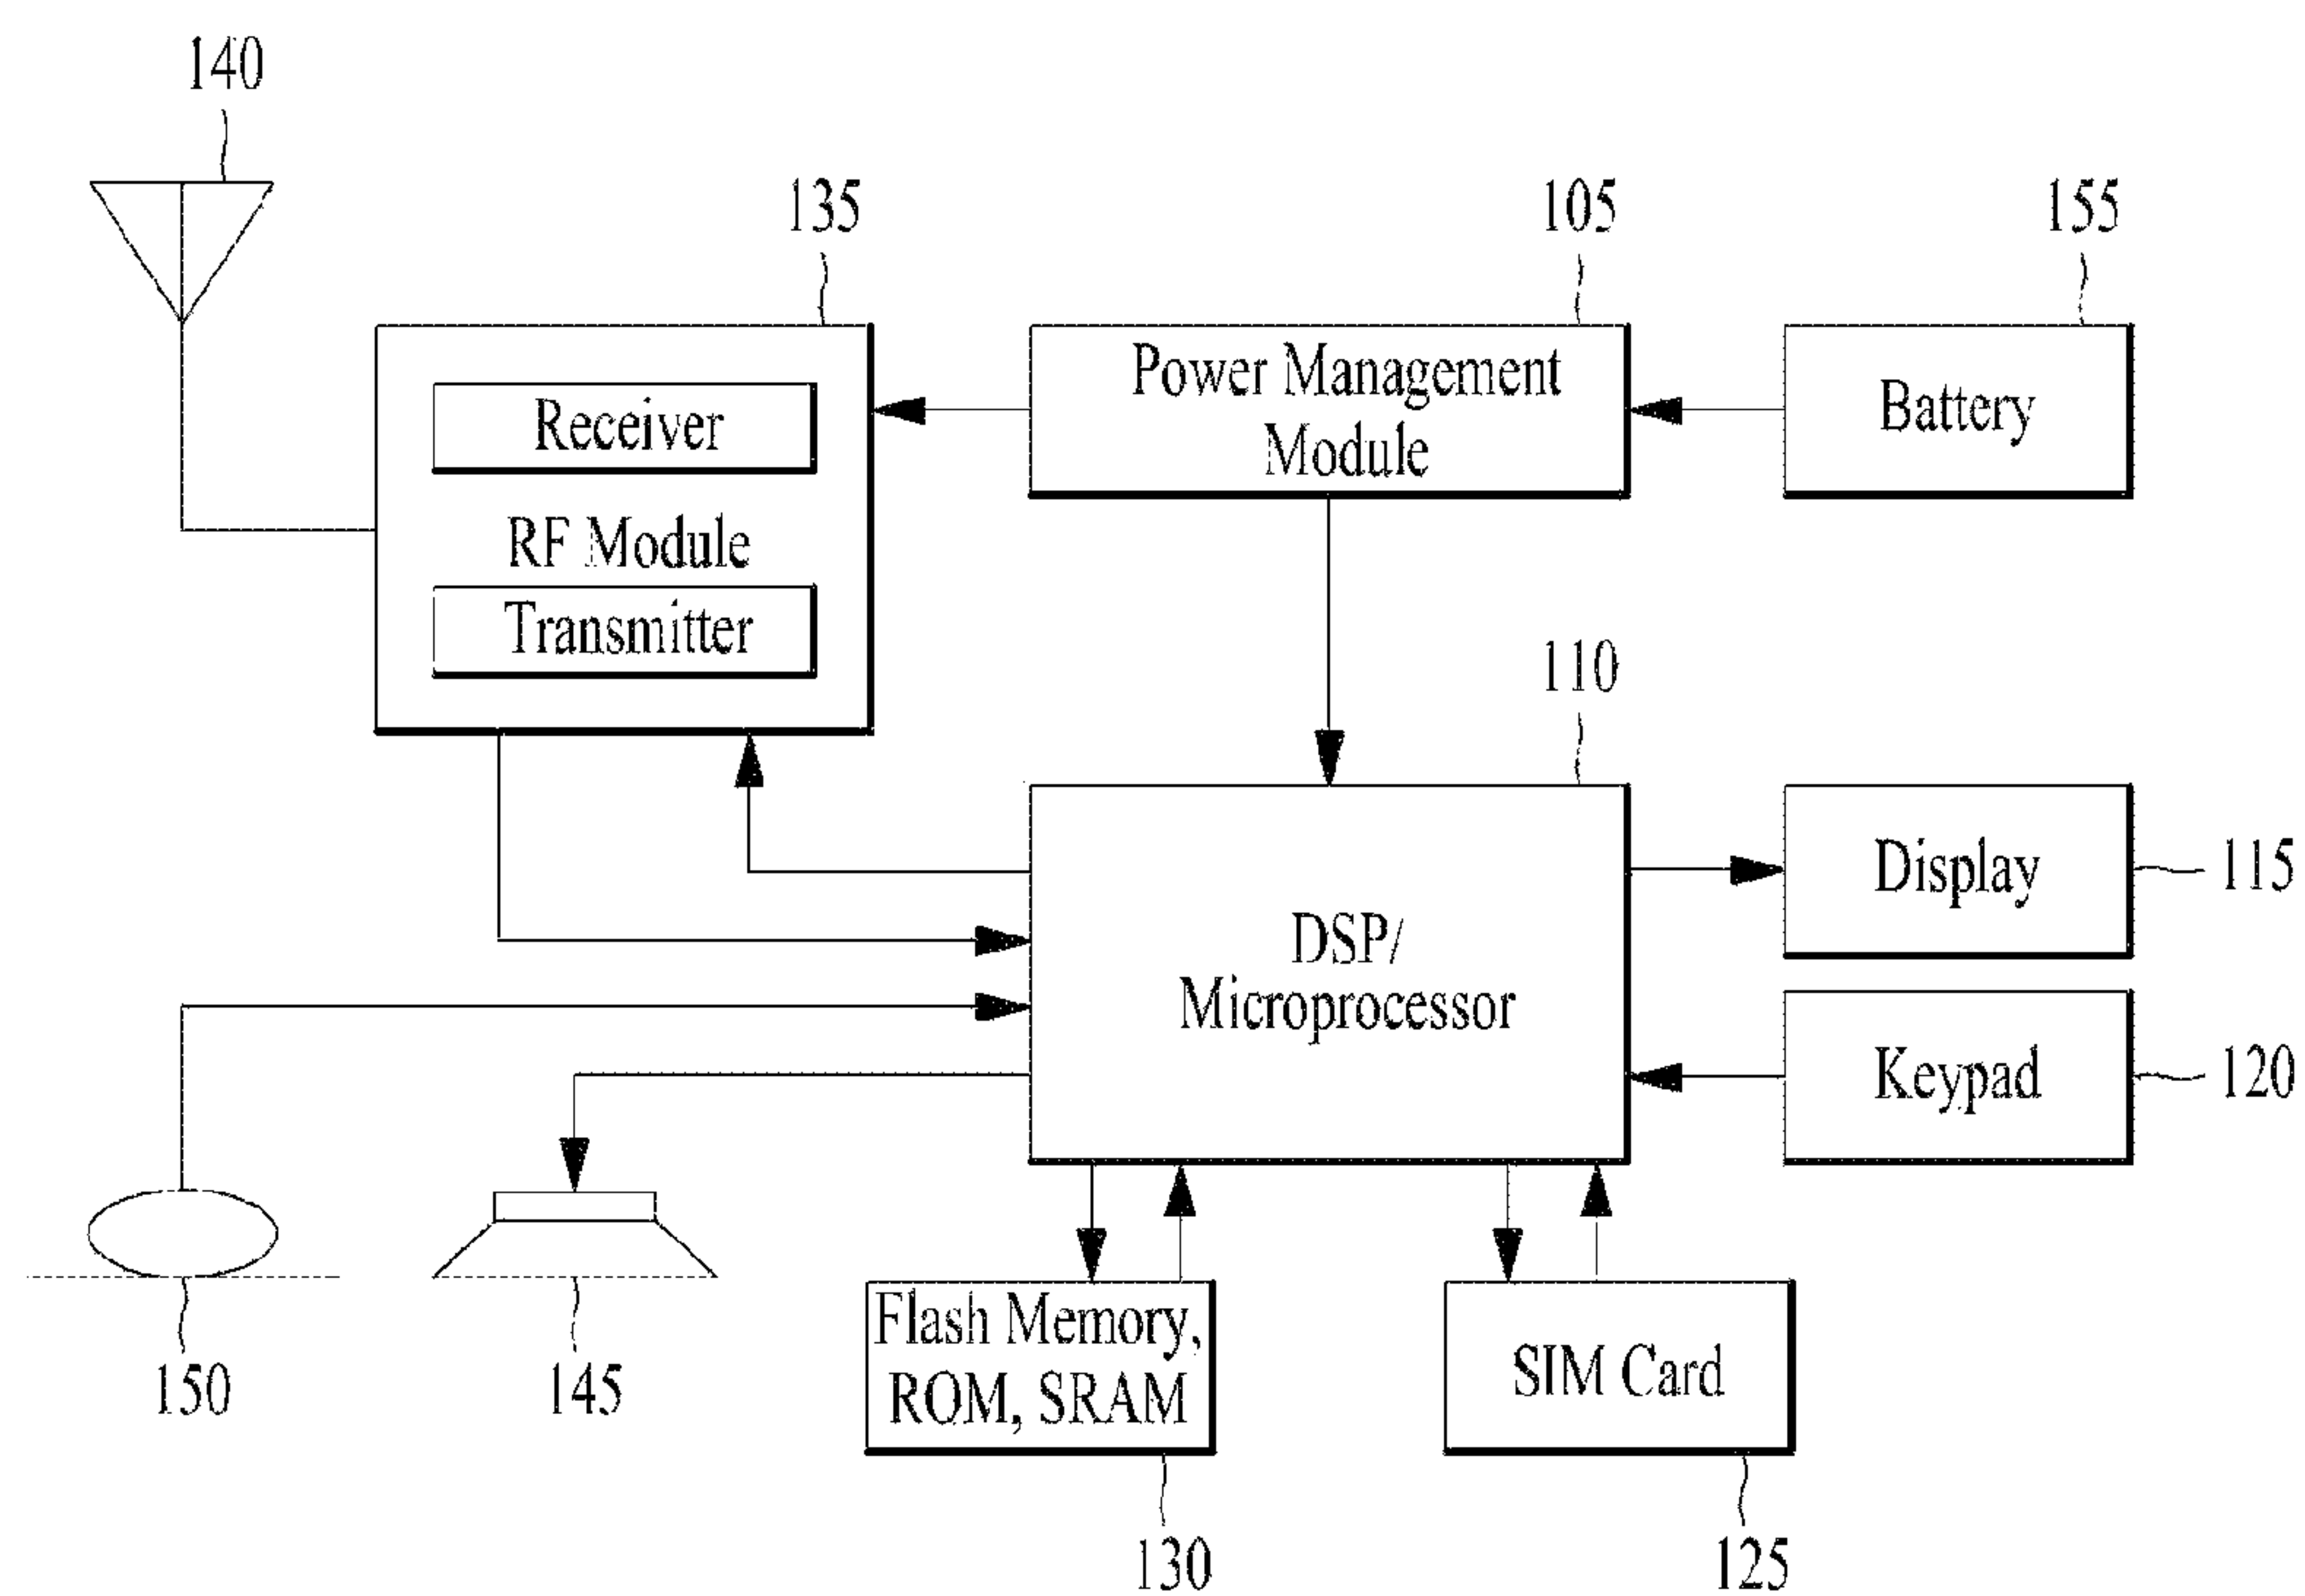 140
135
105
155
Receiver
RF Module
Transmitter
Power Management
Module
Battery
110
DSP/
Microprocessor
Display
115
Keypad
120
150
145
Flash Memory,
ROM, SRAM
SIM Card
130
125